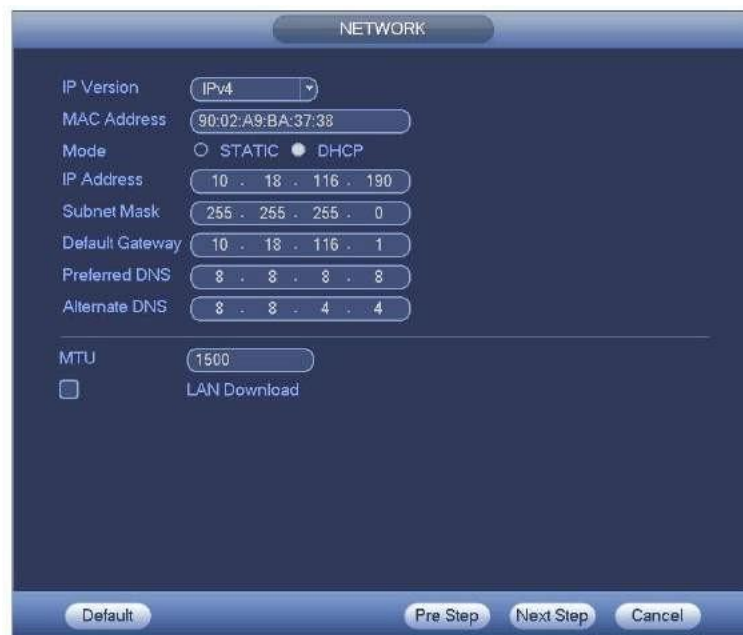 NETWORK
IP Version IPv4
MAC Address 90:02:A9:BA:37:38
Mode STATIC DHCP
IP Address 10 . 18 . 116 . 190
Subnet Mask 255 . 255 . 255 . 0
Default Gateway 10 . 18 . 116 . 1
Preferred DNS 8 . 8 . 8 . 8
Alternate DNS 8 . 8 . 4 . 4
MTU 1500
LAN Download
Default Pre Step Next Step Cancel